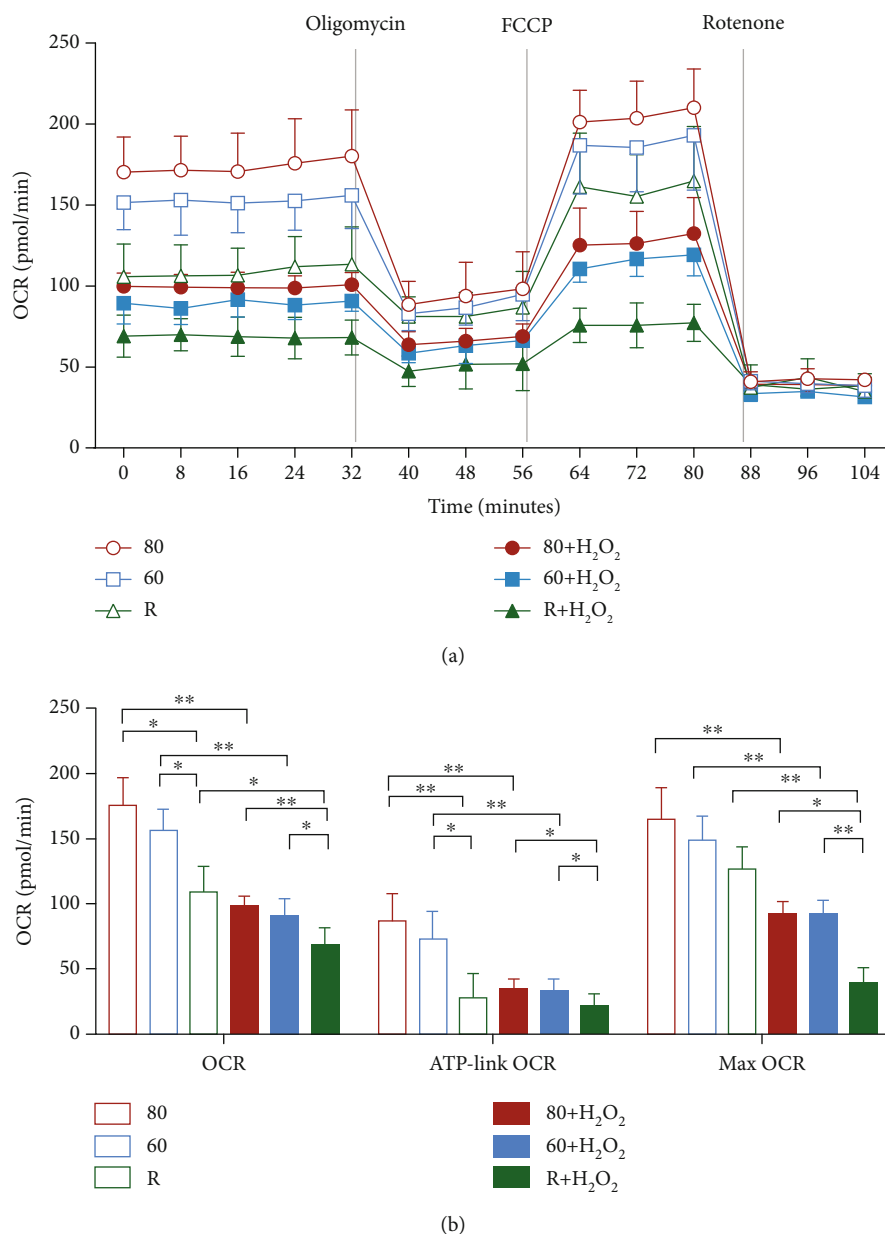 Oligomycin FCCP Rotenone
250
200
150
100
50
0
OCR (pmol/min)
0 8 16 24 32 40 48 56 64 72 80 88 96 104
Time (minutes)
80 80+H₂O₂
60 60+H₂O₂
R R+H₂O₂
(a)
250
200
150
100
50
0
OCR (pmol/min)
** ** 
* ** **
* * ** ** **
** * *
* * **
OCR ATP-link OCR Max OCR
80 80+H₂O₂
60 60+H₂O₂
R R+H₂O₂
(b)